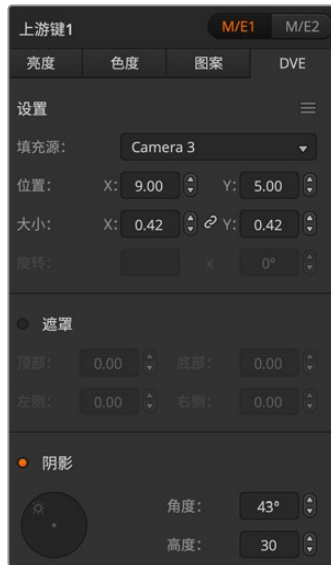 上游键1 M/E1 M/E2
亮度 色度 图案 DVE
设置
填充源: Camera 3
位置: X: 9.00 Y: 5.00
大小: X: 0.42 Y: 0.42
旋转: x 0°
遮罩
顶部: 0.00 底部: 0.00
左侧: 0.00 右侧: 0.00
阴影
角度: 43°
高度: 30